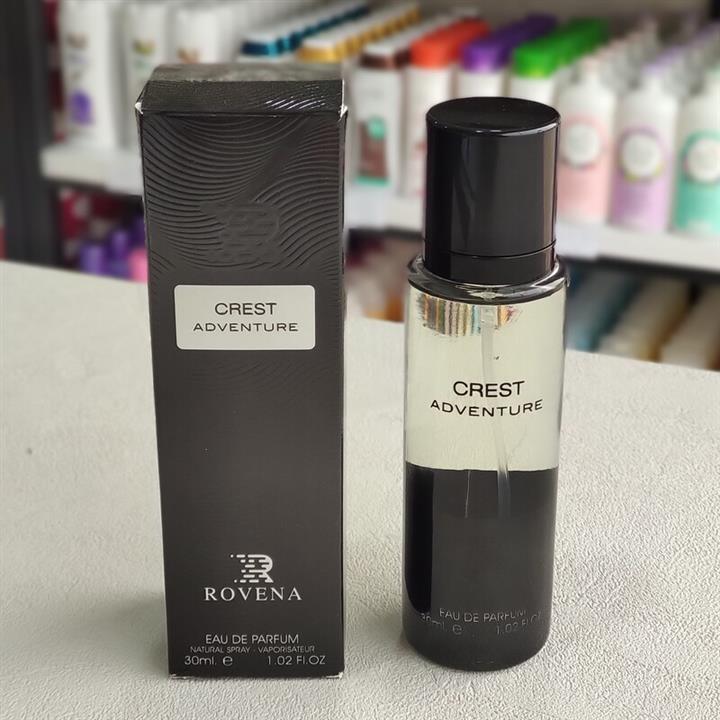 CREST
ADVENTURE
ROVENA
EAU DE PARFUM
NATURAL SPRAY - VAPORISATEUR
30ml. e 1.02 Fl.OZ
CREST
ADVENTURE
EAU DE PARFUM
30ml. e 1.02 Fl.OZ